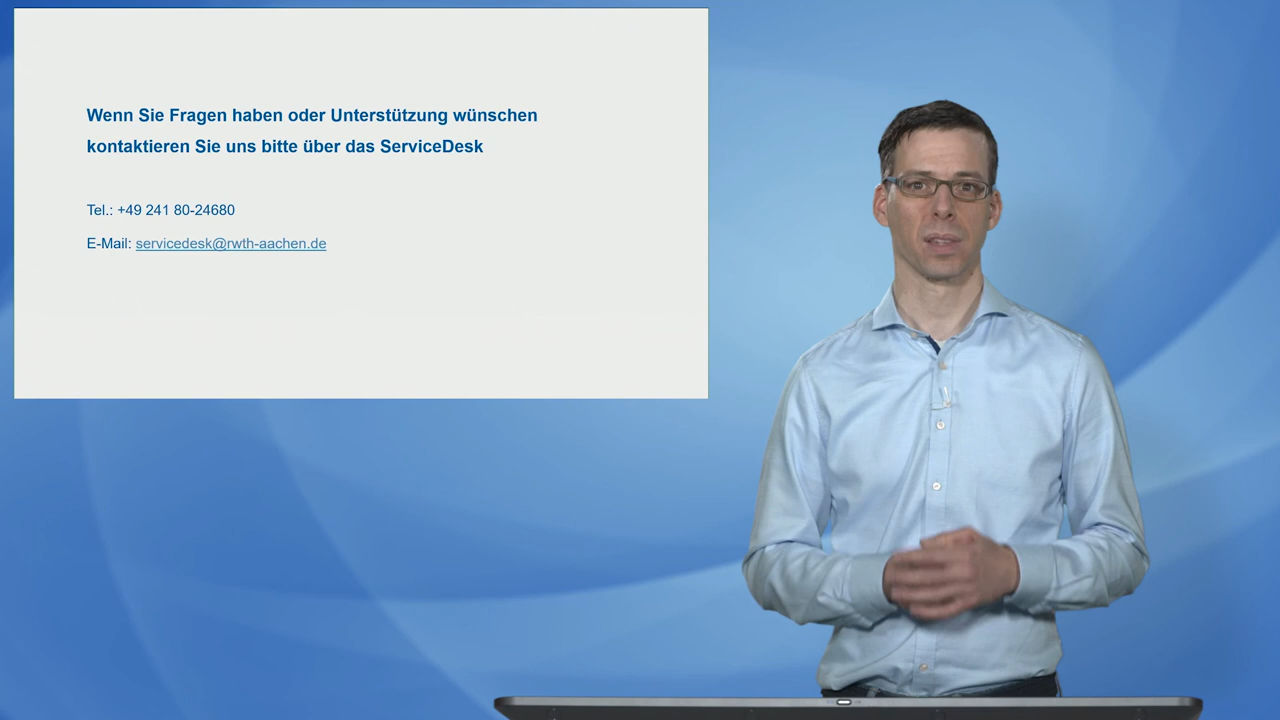 Wenn Sie Fragen haben oder Unterstützung wünschen
kontaktieren Sie uns bitte über das ServiceDesk
Tel.: +49 241 80-24680
E-Mail: servicedesk@rwth-aachen.de